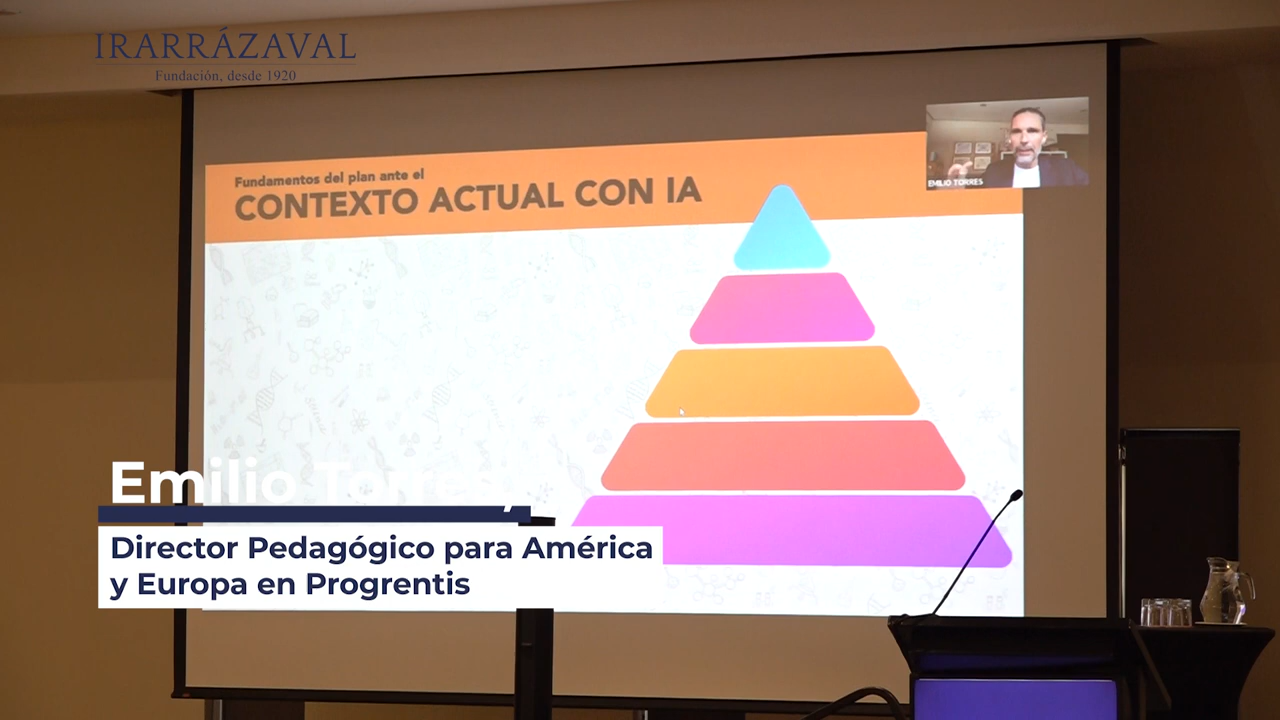 IRARRÁZAVAL
Fundación, desde 1920
Fundamentos del plan ante el
CONTEXTO ACTUAL CON IA
EMILIO TORRES
Emilio Torres,
Director Pedagógico para América
y Europa en Progrentis